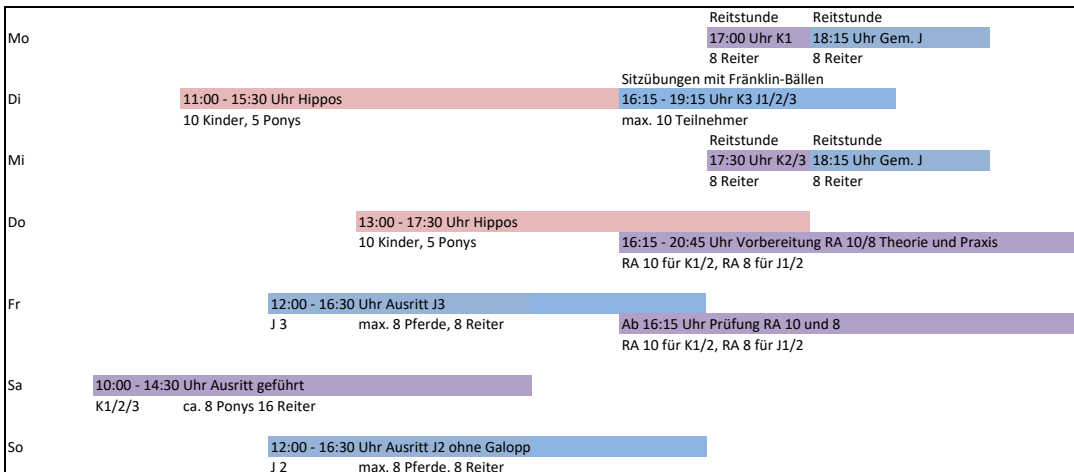 Reitstunde Reitstunde
Mo 17:00 Uhr K1 18:15 Uhr Gem. J
8 Reiter 8 Reiter
Sitzübungen mit Fränklin-Bällen
Di 11:00 - 15:30 Uhr Hippos 16:15 - 19:15 Uhr K3 J1/2/3
10 Kinder, 5 Ponys max. 10 Teilnehmer
Reitstunde Reitstunde
Mi 17:30 Uhr K2/3 18:15 Uhr Gem. J
8 Reiter 8 Reiter
Do 13:00 - 17:30 Uhr Hippos
10 Kinder, 5 Ponys 16:15 - 20:45 Uhr Vorbereitung RA 10/8 Theorie und Praxis
RA 10 für K1/2, RA 8 für J1/2
Fr 12:00 - 16:30 Uhr Ausritt J3
J 3 max. 8 Pferde, 8 Reiter Ab 16:15 Uhr Prüfung RA 10 und 8
RA 10 für K1/2, RA 8 für J1/2
Sa 10:00 - 14:30 Uhr Ausritt geführt
K1/2/3 ca. 8 Ponys 16 Reiter
So 12:00 - 16:30 Uhr Ausritt J2 ohne Galopp
J 2 max. 8 Pferde, 8 Reiter